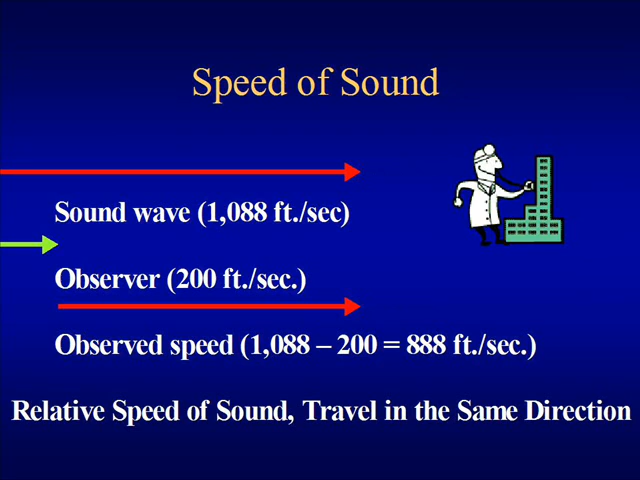 Speed of Sound
Sound wave (1,088 ft./sec)
Observer (200 ft./sec.)
Observed speed (1,088 – 200 = 888 ft./sec.)
Relative Speed of Sound, Travel in the Same Direction